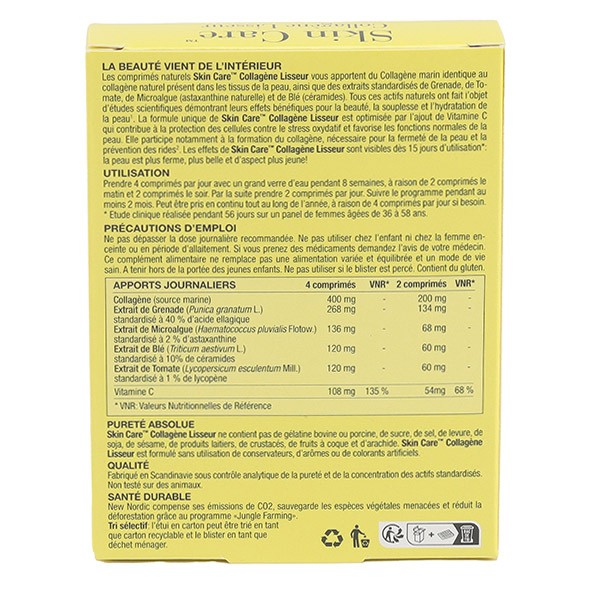 Skin Care™
Collagène Lisseur
LA BEAUTÉ VIENT DE L'INTÉRIEUR
Les comprimés naturels Skin Care™ Collagène Lisseur vous apportent du Collagène marin identique au
collagène naturel présent dans les tissus de la peau, ainsi que des extraits standardisés de Grenade, de To-
mate, de Microalgue (astaxanthine naturelle) et de Blé (céramides). Tous ces actifs naturels ont fait l'objet
d'études scientifiques démontrant leurs effets bénéfiques pour la beauté, la souplesse et l'hydratation de
la peau¹. La formule unique de Skin Care™ Collagène Lisseur est optimisée par l'ajout de Vitamine C
qui contribue à la protection des cellules contre le stress oxydatif et favorise les fonctions normales de la
peau. Elle participe notamment à la formation du collagène, nécessaire pour la fermeté de la peau et la
prévention des rides². Les effets de Skin Care™ Collagène Lisseur sont visibles dès 15 jours d'utilisation*:
la peau est ferme, plus belle et d'aspect plus jeune!
UTILISATION
Prendre 4 comprimés par jour avec un grand verre d'eau pendant 8 semaines, à raison de 2 comprimés le
matin et 2 comprimés le soir. Par la suite prendre 2 comprimés par jour. Suivre le programme pendant au
moins 2 mois. Peut être pris en continu tout au long de l'année, à raison de 4 comprimés par jour si besoin.
* Etude clinique réalisée pendant 56 jours sur un panel de femmes âgées de 36 à 58 ans.
PRÉCAUTIONS D'EMPLOI
Ne pas dépasser la dose journalière recommandée. Ne pas utiliser chez l'enfant ni chez la femme en-
ceinte ou en période d'allaitement. Si vous prenez des médicaments demandez l'avis de votre médecin.
Ce complément alimentaire ne remplace pas une alimentation variée et équilibrée et un mode de vie
sain. A tenir hors de la portée des jeunes enfants. Ne pas utiliser si le blister est percé. Contient du gluten.
APPORTS JOURNALIERS 4 comprimés VNR* 2 comprimés VNR*
Collagène (source marine) 400 mg - 200 mg -
Extrait de Grenade (Punica granatum L.) 268 mg - 134 mg -
standardisé à 40 % d'acide ellagique
Extrait de Microalgue (Haematococcus pluvialis Flotow.) 136 mg - 68 mg -
standardisé à 2 % d'astaxanthine
Extrait de Blé (Triticum aestivum L.) 120 mg - 60 mg -
standardisé à 10% de céramides
Extrait de Tomate (Lycopersicum esculentum Mill.) 120 mg - 60 mg -
standardisé à 1 % de lycopène
Vitamine C 108 mg 135 % 54mg 68 %
* VNR: Valeurs Nutritionnelles de Référence
PURETÉ ABSOLUE
Skin Care™ Collagène Lisseur ne contient pas de gélatine bovine ou porcine, de sucre, de sel, de levure, de
soja, de sésame, de produits laitiers, de crustacés, de fruits à coque et d'arachide. Skin Care™ Collagène
Lisseur est formulé sans utilisation de conservateurs, d'arômes ou de colorants artificiels.
QUALITÉ
Fabriqué en Scandinavie sous contrôle analytique de la pureté et de la concentration des actifs standardisés.
Non testé sur des animaux.
SANTÉ DURABLE
New Nordic compense ses émissions de CO2, sauvegarde les espèces végétales menacées et réduit la
déforestation grâce au programme «Jungle Farming».
Tri sélectif: l'étui en carton peut être trié en tant
que carton recyclable et le blister en tant que
déchet ménager.